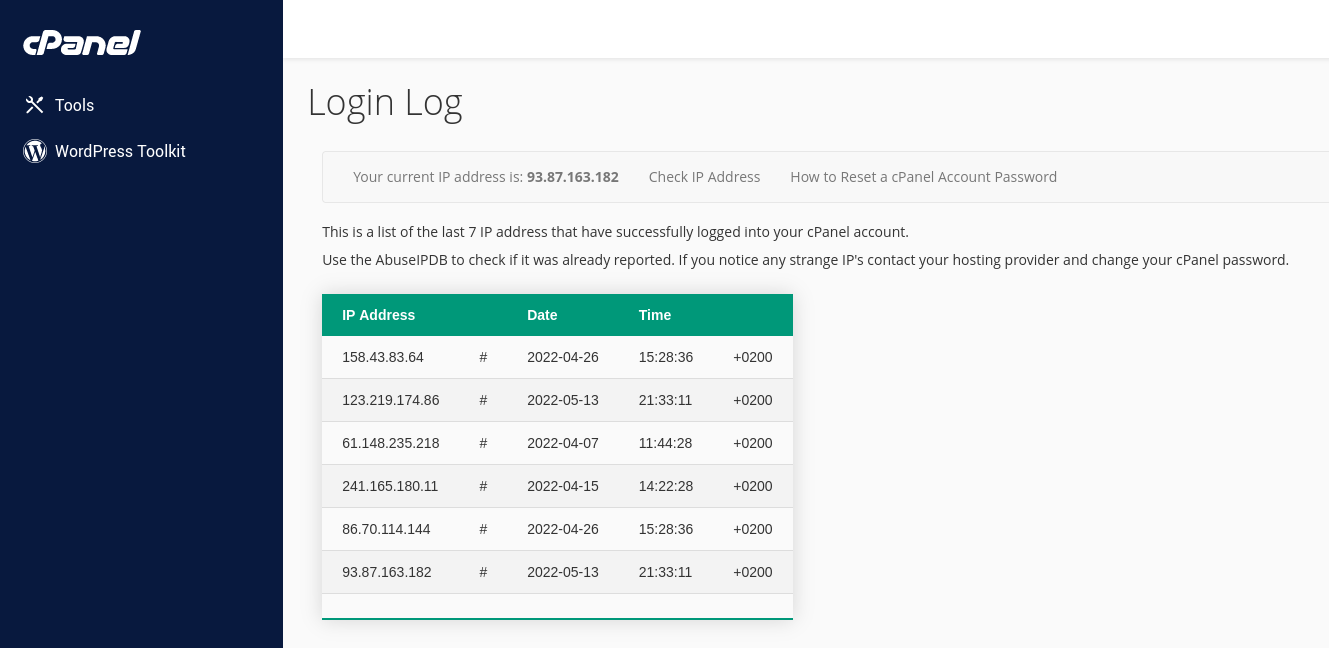 cPanel
Tools
WordPress Toolkit
Login Log
Your current IP address is: 93.87.163.182 Check IP Address How to Reset a cPanel Account Password
This is a list of the last 7 IP address that have successfully logged into your cPanel account.
Use the AbuseIPDB to check if it was already reported. If you notice any strange IP's contact your hosting provider and change your cPanel password.
IP Address Date Time
158.43.83.64 # 2022-04-26 15:28:36 +0200
123.219.174.86 # 2022-05-13 21:33:11 +0200
61.148.235.218 # 2022-04-07 11:44:28 +0200
241.165.180.11 # 2022-04-15 14:22:28 +0200
86.70.114.144 # 2022-04-26 15:28:36 +0200
93.87.163.182 # 2022-05-13 21:33:11 +0200